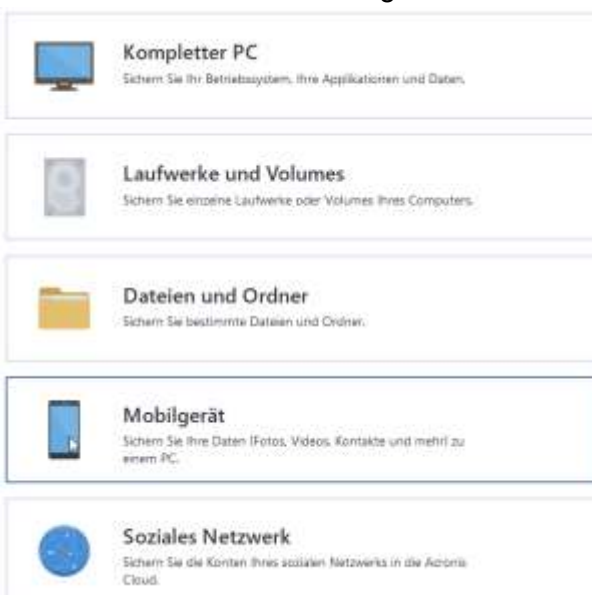 Kompletter PC
Sichern Sie Ihr Betriebssystem, Ihre Applikationen und Daten.
Laufwerke und Volumes
Sichern Sie einzelne Laufwerke oder Volumes Ihres Computers.
Dateien und Ordner
Sichern Sie bestimmte Dateien und Ordner.
Mobilgerät
Sichern Sie Ihre Daten (Fotos, Videos, Kontakte und mehr) zu
einem PC.
Soziales Netzwerk
Sichern Sie die Konten Ihres sozialen Netzwerks in die Acronis
Cloud.